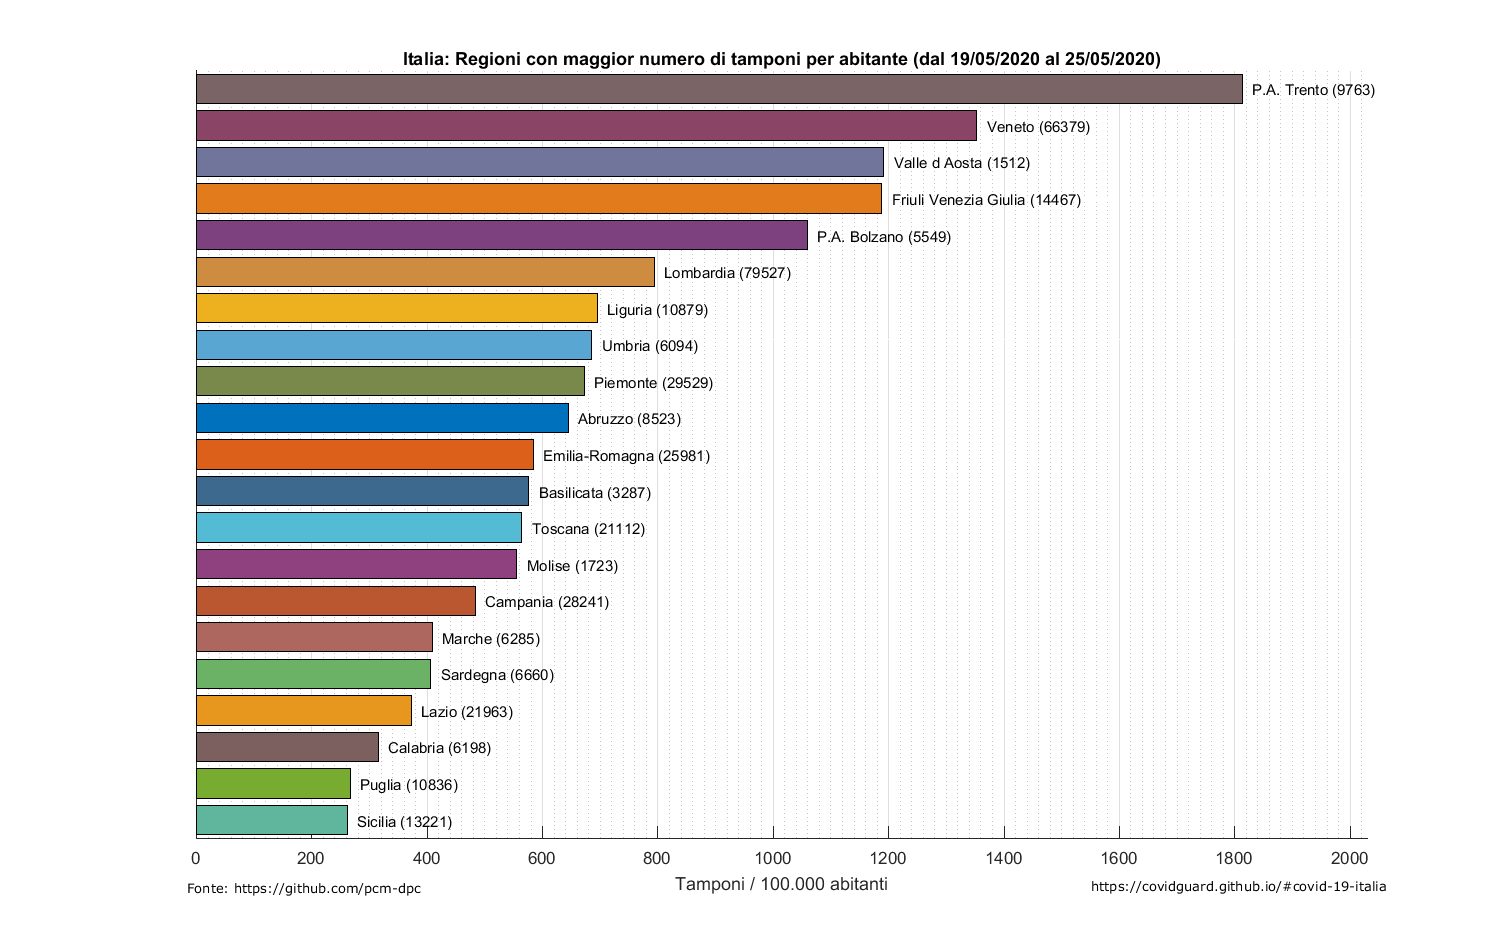 Italia: Regioni con maggior numero di tamponi per abitante (dal 19/05/2020 al 25/05/2020)
P.A. Trento (9763)
Veneto (66379)
Valle d Aosta (1512)
Friuli Venezia Giulia (14467)
P.A. Bolzano (5549)
Lombardia (79527)
Liguria (10879)
Umbria (6094)
Piemonte (29529)
Abruzzo (8523)
Emilia-Romagna (25981)
Basilicata (3287)
Toscana (21112)
Molise (1723)
Campania (28241)
Marche (6285)
Sardegna (6660)
Lazio (21963)
Calabria (6198)
Puglia (10836)
Sicilia (13221)
0 200 400 600 800 1000 1200 1400 1600 1800 2000
Tamponi / 100.000 abitanti
Fonte: https://github.com/pcm-dpc
https://covidguard.github.io/#covid-19-italia